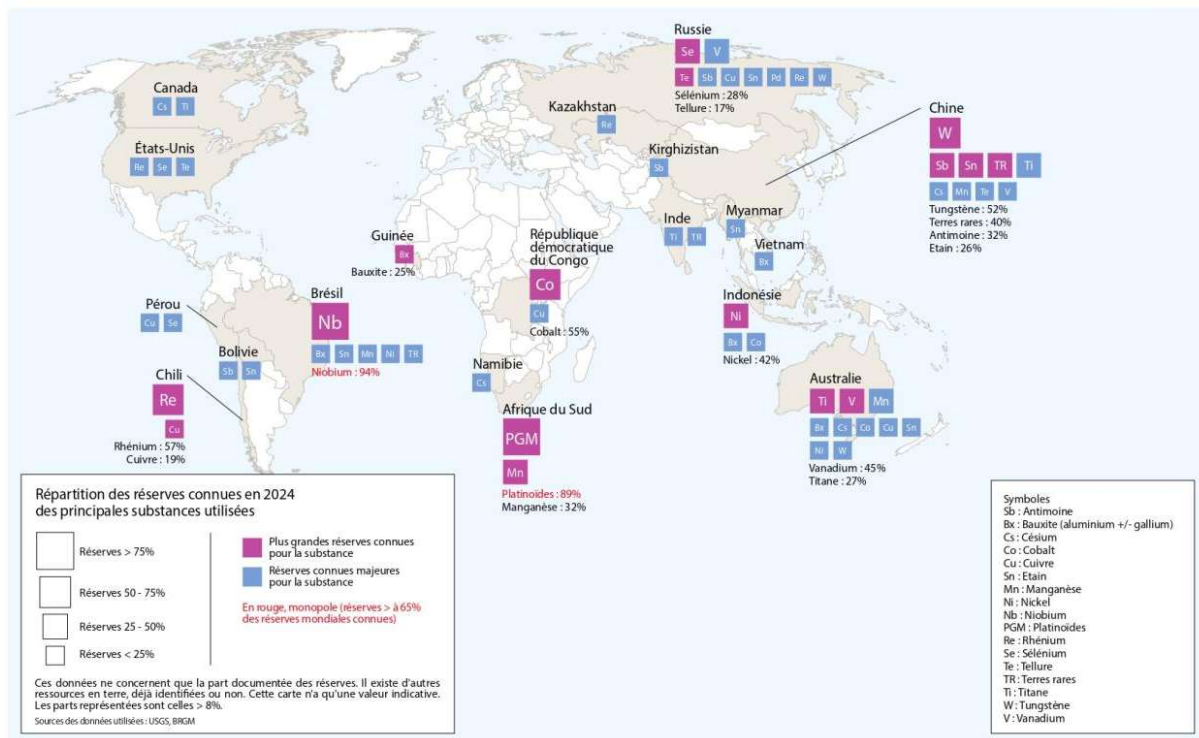 Russie
Se V
Te Sb Cu Sn Pd Re W
Sélénium : 28%
Tellure : 17%
Canada
Cs Ti
États-Unis
Re Se Te
Kazakhstan
Re
Kirghizistan
Sb
Chine
W
Sb Sn TR Ti
Cs Mn Te V
Tungstène : 52%
Terres rares : 40%
Antimoine : 32%
Etain : 26%
Inde
Ti TR
Myanmar
Sn
Vietnam
Bx
Guinée
Bx
Bauxite : 25%
République
démocratique
du Congo
Co
Cu
Cobalt : 55%
Indonésie
Ni
Bx Co
Nickel : 42%
Pérou
Cu Se
Brésil
Nb
Bx Sn Mn Ni TR
Niobium : 94%
Bolivie
Sb Sn
Chili
Re
Cu
Rhénium : 57%
Cuivre : 19%
Namibie
Cs
Afrique du Sud
PGM
Mn
Platinoïdes : 89%
Manganèse : 32%
Australie
Ti V Mn
Bx Cs Co Cu Sn
Ni W
Vanadium : 45%
Titane : 27%
Répartition des réserves connues en 2024
des principales substances utilisées
Réserves > 75%
Réserves 50 - 75%
Réserves 25 - 50%
Réserves < 25%
Plus grandes réserves connues
pour la substance
Réserves connues majeures
pour la substance
En rouge, monopole (réserves > à 65%
des réserves mondiales connues)
Ces données ne concernent que la part documentée des réserves. Il existe d'autres
ressources en terre, déjà identifiées ou non. Cette carte n'a qu'une valeur indicative.
Les parts représentées sont celles > 8%.
Sources des données utilisées : USGS, BRGM
Symboles
Sb : Antimoine
Bx : Bauxite (aluminium +/- gallium)
Cs : Césium
Co : Cobalt
Cu : Cuivre
Sn : Etain
Mn : Manganèse
Ni : Nickel
Nb : Niobium
PGM : Platinoïdes
Re : Rhénium
Se : Sélénium
Te : Tellure
TR : Terres rares
Ti : Titane
W : Tungstène
V : Vanadium